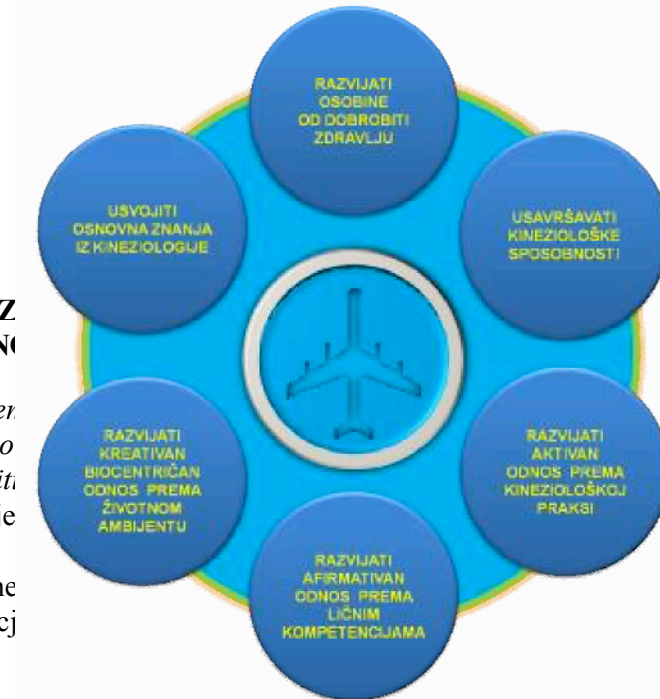 RAZVIJATI
OSOBINE
OD DOBROBITI
ZDRAVLJU
USVOJITI
OSNOVNA ZNANJA
IZ KINEZIOLOGIJE
USAVRŠAVATI
KINEZIOLOŠKE
SPOSOBNOSTI
RAZVIJATI
KREATIVAN
BIOCENTRIČAN
ODNOS PREMA
ŽIVOTNOM
AMBIJENTU
RAZVIJATI
AKTIVAN
ODNOS PREMA
KINEZIOLOŠKOJ
PRAKSI
RAZVIJATI
AFIRMATIVAN
ODNOS PREMA
LIČNIM
KOMPETENCIJAMA